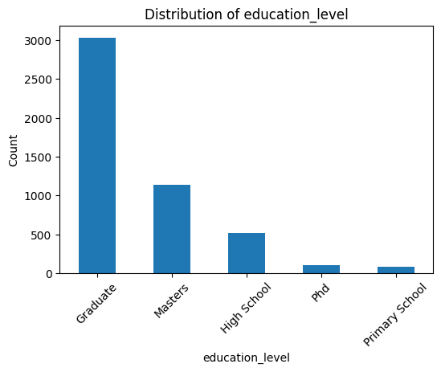 Distribution of education_level
3000
2500
2000
1500
1000
500
0
Count
Graduate
Masters
High School
Phd
Primary School
education_level